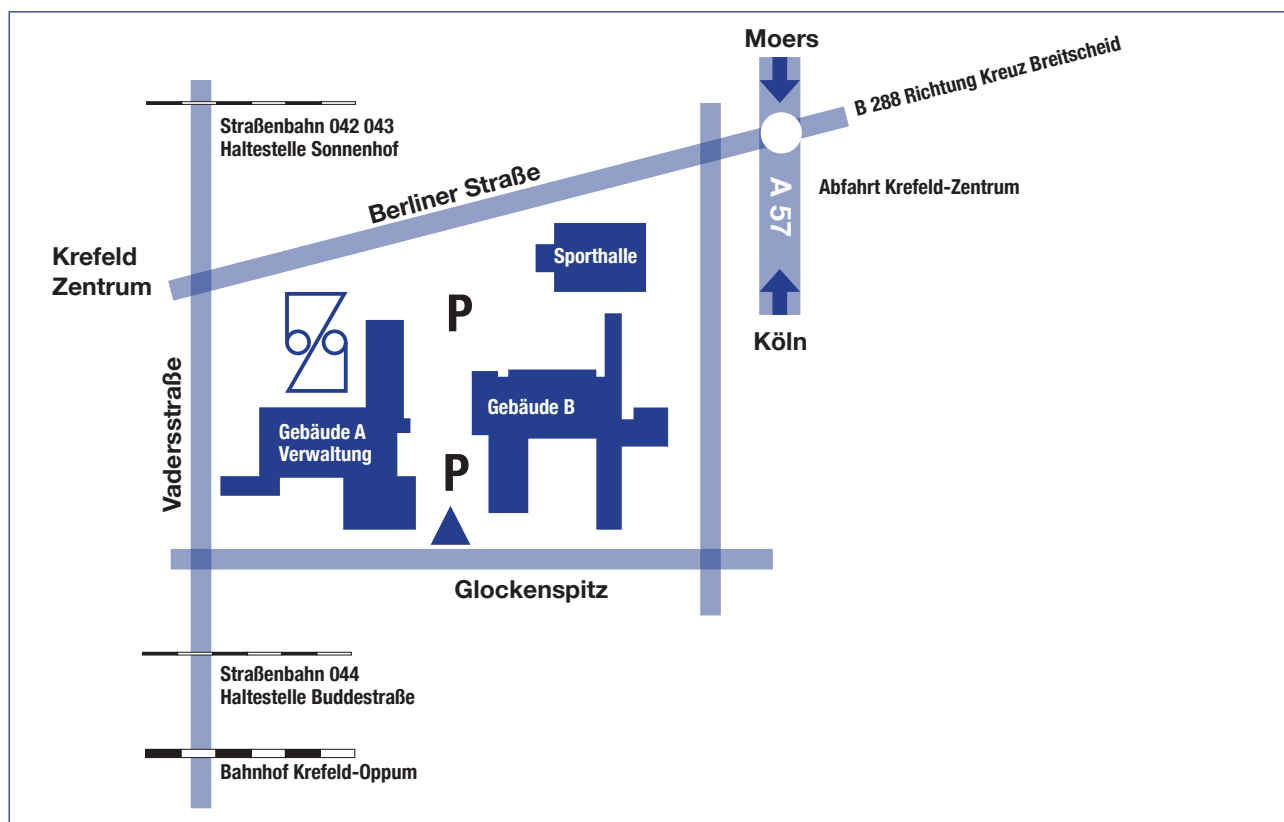 Moers
B 288 Richtung Kreuz Breitscheid
Straßenbahn 042 043
Haltestelle Sonnenhof
Berliner Straße
A 57
Abfahrt Krefeld-Zentrum
Krefeld
Zentrum
Sporthalle
P
Köln
Vadersstraße
Gebäude B
Gebäude A
Verwaltung
P
Glockenspitz
Straßenbahn 044
Haltestelle Buddestraße
Bahnhof Krefeld-Oppum